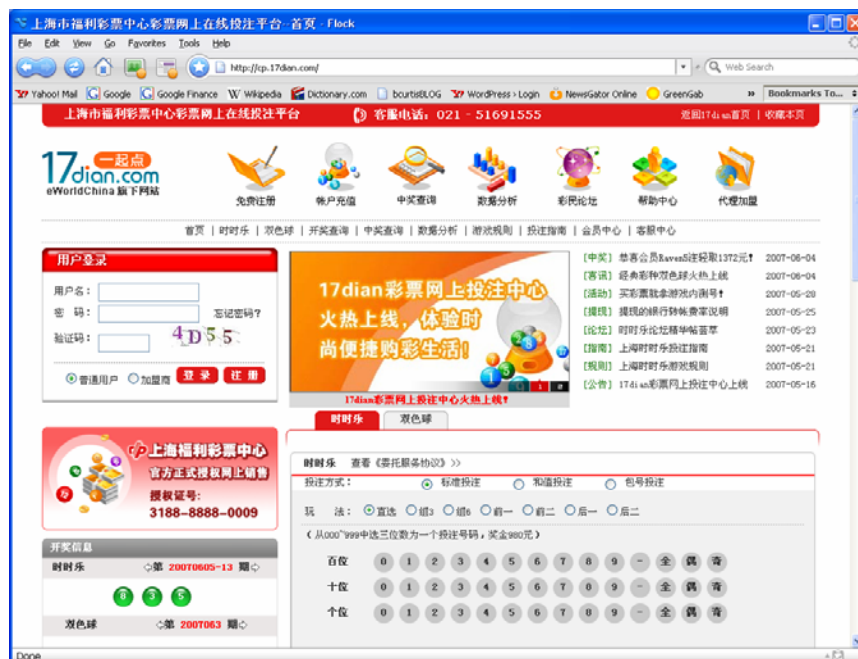 上海市福利彩票中心彩票网上在线投注平台--首页 - Flock
File Edit View Go Favorites Tools Help
http://cp.17dian.com/
Web Search
Yahoo! Mail Google Google Finance Wikipedia Dictionary.com bcurtisBLOG WordPress › Login NewsGator Online GreenGab » Bookmarks To...
上海市福利彩票中心彩票网上在线投注平台 客服电话：021 - 51691555 返回17dian首页 | 收藏本页
17dian.com 一起点
eWorldChina 旗下网站
免费注册 帐户充值 中奖查询 数据分析 彩民论坛 帮助中心 代理加盟
首页 | 时时乐 | 双色球 | 开奖查询 | 中奖查询 | 数据分析 | 游戏规则 | 投注指南 | 会员中心 | 客服中心
用户登录
用户名：
密 码： 忘记密码?
验证码： 4D55
普通用户 加盟商 登 录 注 册
17dian彩票网上投注中心
火热上线，体验时
尚便捷购彩生活！
1
17dian彩票网上投注中心火热上线!
[中奖] 恭喜会员RavenS注轻取1372元! 2007-06-04
[喜讯] 经典彩种双色球火热上线 2007-06-04
[活动] 买彩票就拿游戏内测号! 2007-05-28
[提现] 提现的银行转帐费率说明 2007-05-25
[论坛] 时时乐论坛精华帖荟萃 2007-05-23
[指南] 上海时时乐投注指南 2007-05-21
[规则] 上海时时乐游戏规则 2007-05-21
[公告] 17dian彩票网上投注中心上线 2007-05-16
上海福利彩票中心
官方正式授权网上销售
授权证号：
3188-8888-0009
开奖信息
时时乐 第 20070605-13 期
8 3 5
双色球 第 2007063 期
时时乐 双色球
时时乐 查看《委托服务协议》>>
投注方式： 标准投注 和值投注 包号投注
玩 法： 直选 组3 组6 前一 前二 后一 后二
（从000~999中选三位数为一个投注号码，奖金980元）
百位 0 1 2 3 4 5 6 7 8 9 - 全 偶 奇
十位 0 1 2 3 4 5 6 7 8 9 - 全 偶 奇
个位 0 1 2 3 4 5 6 7 8 9 - 全 偶 奇
Done